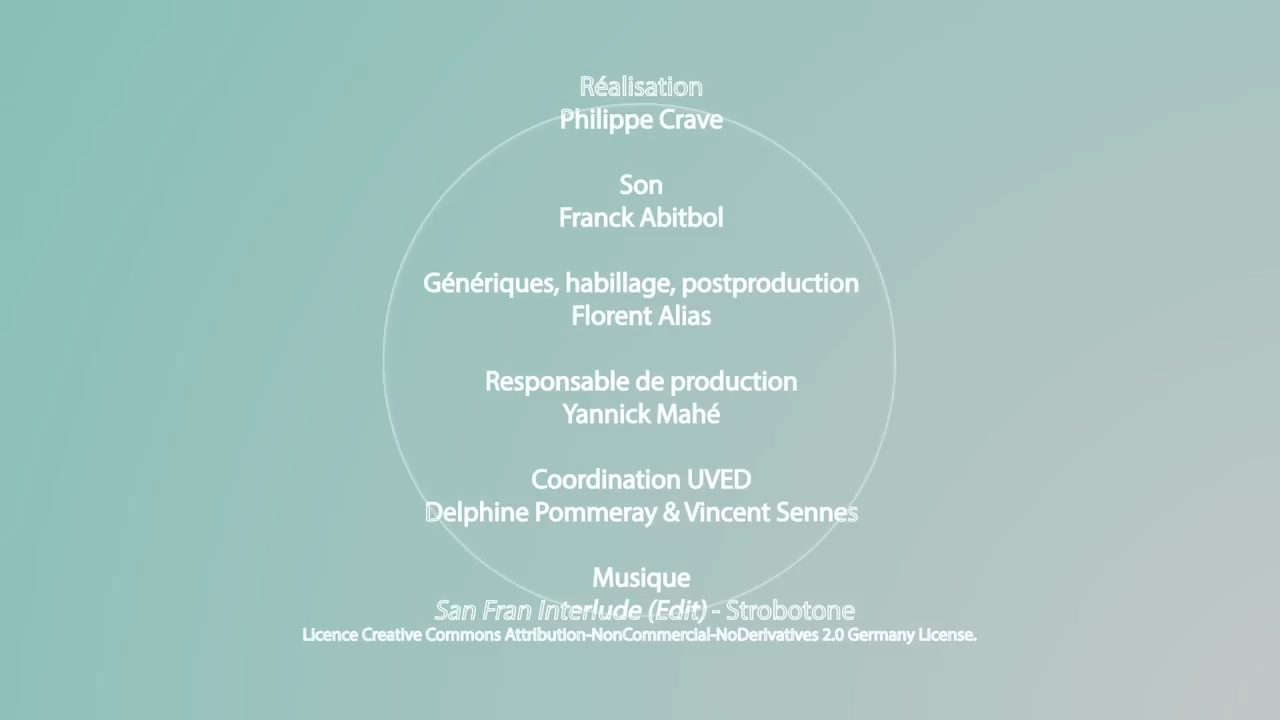 Réalisation
Philippe Crave
Son
Franck Abitbol
Génériques, habillage, postproduction
Florent Alias
Responsable de production
Yannick Mahé
Coordination UVED
Delphine Pommeray & Vincent Sennes
Musique
San Fran Interlude (Edit) - Strobotone
Licence Creative Commons Attribution-NonCommercial-NoDerivatives 2.0 Germany License.